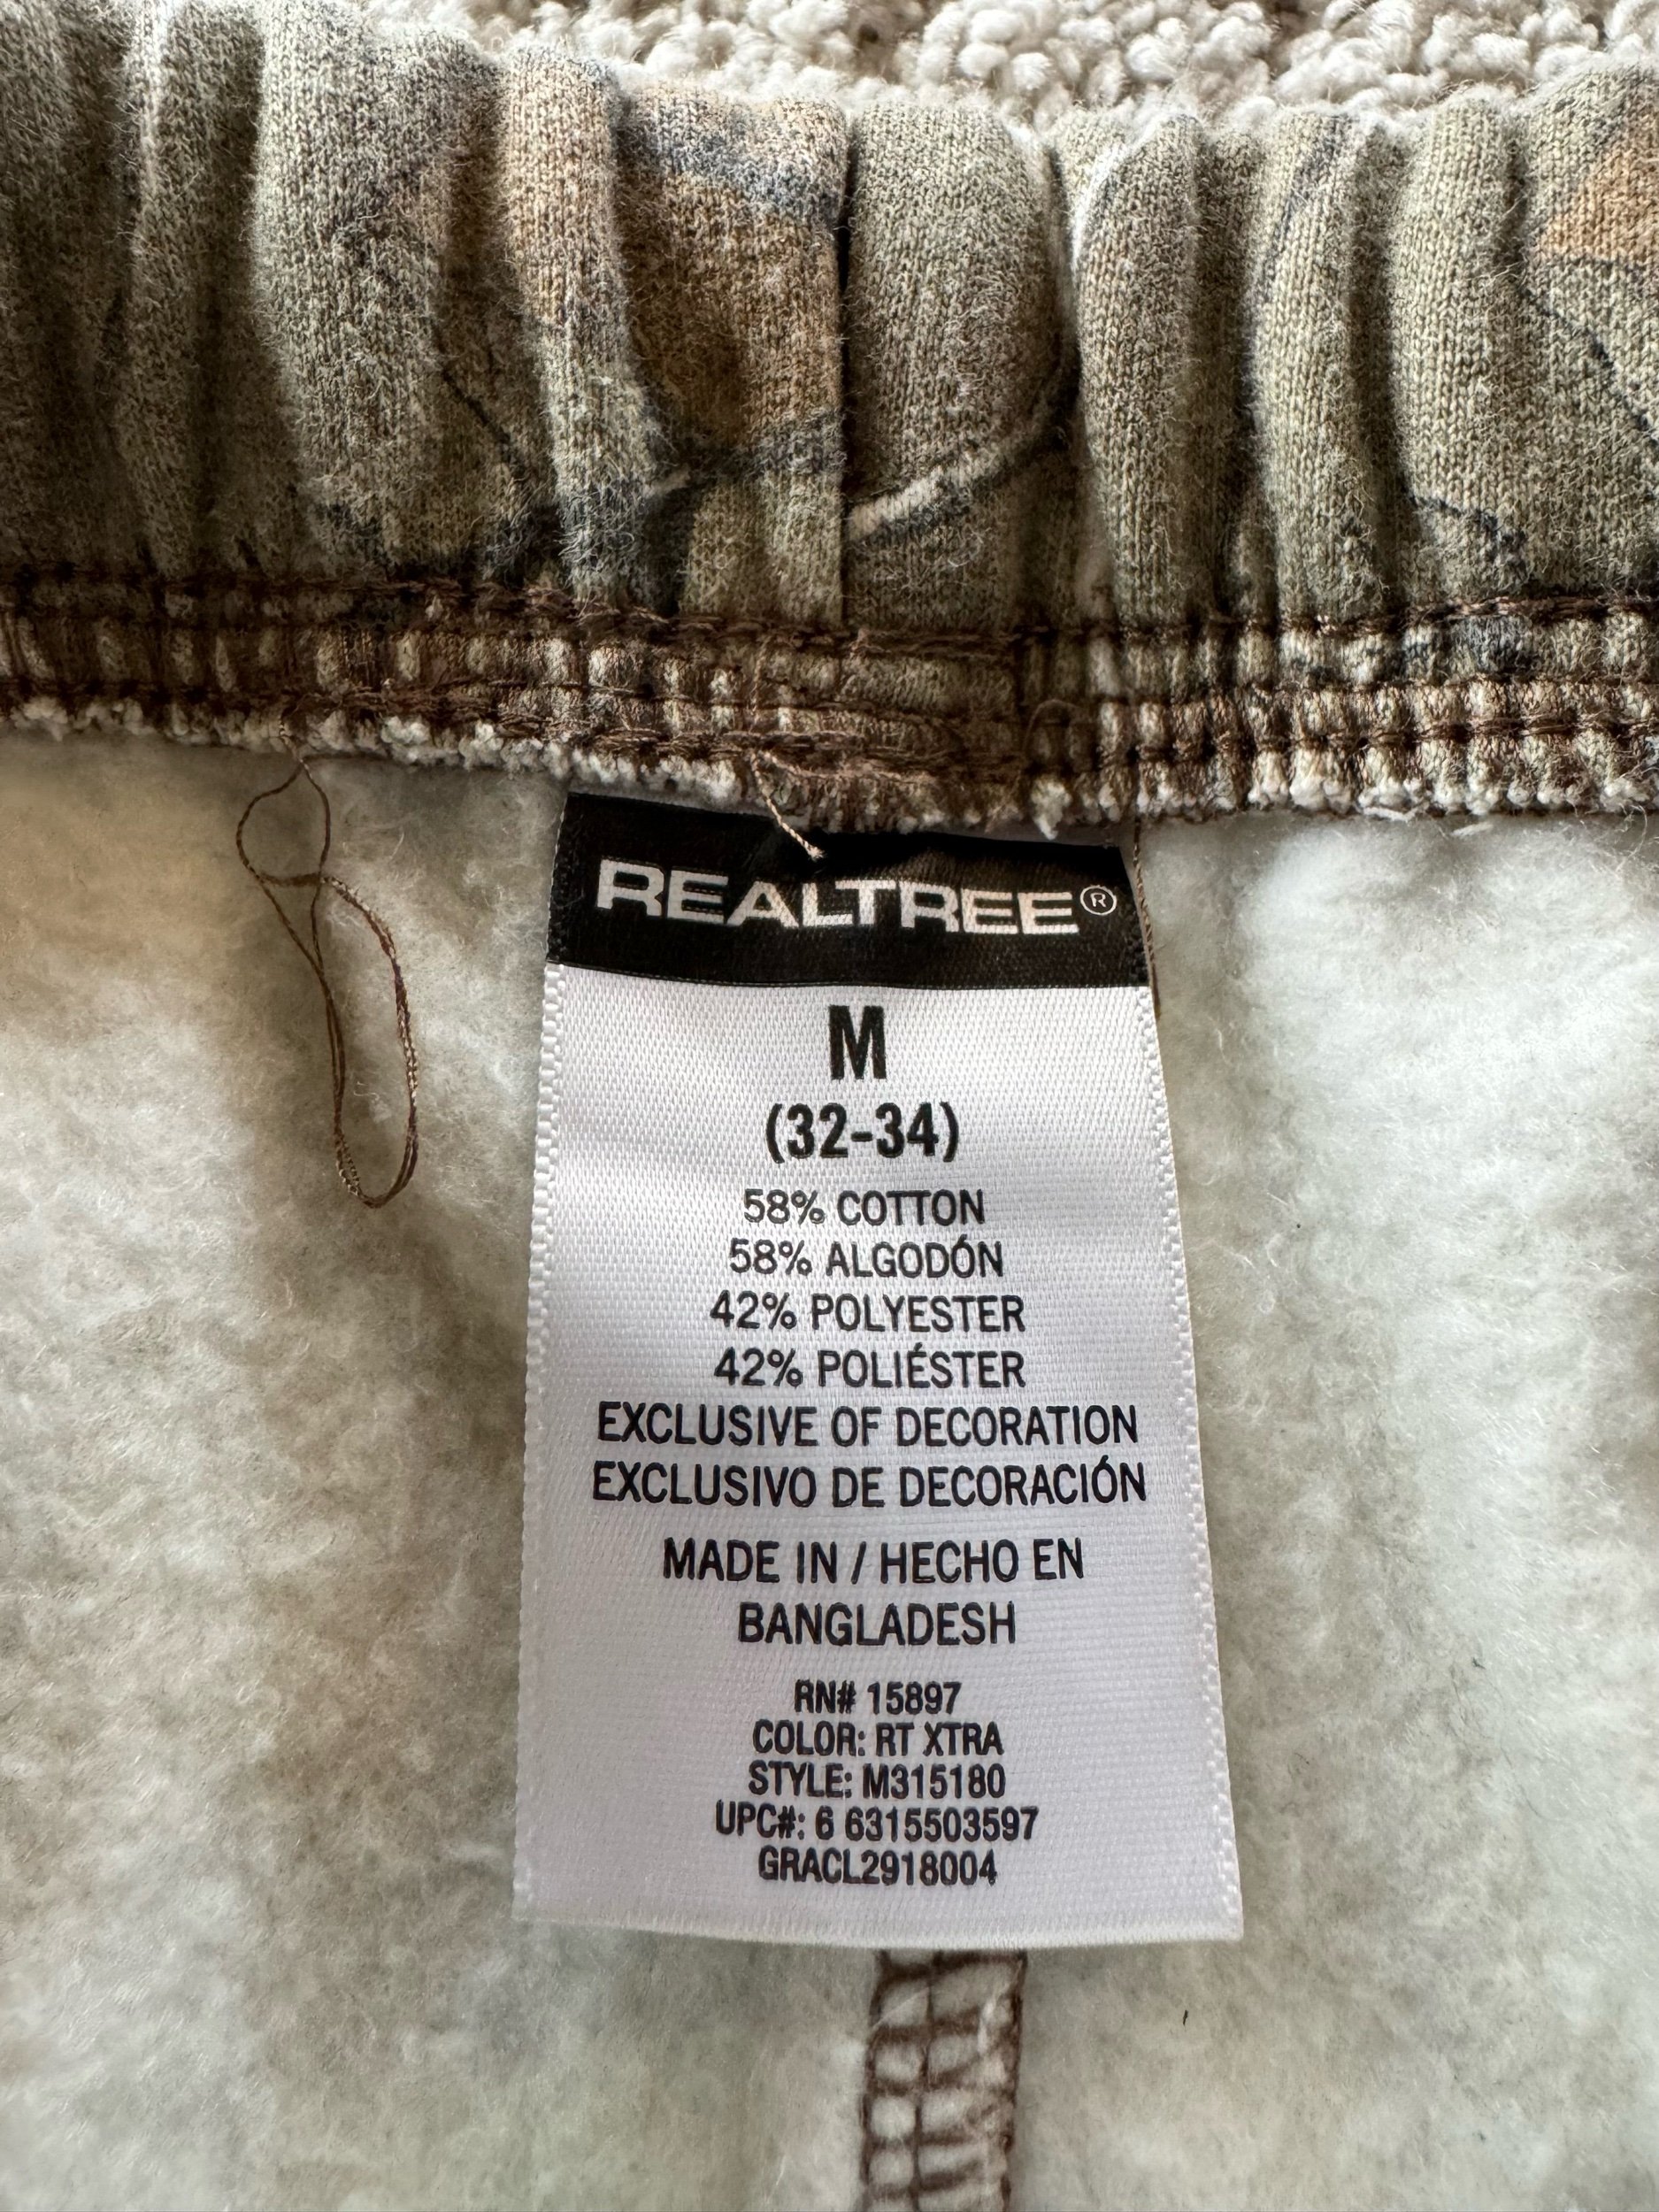 REALTREE®
M
(32-34)
58% COTTON
58% ALGODÓN
42% POLYESTER
42% POLIÉSTER
EXCLUSIVE OF DECORATION
EXCLUSIVO DE DECORACIÓN
MADE IN / HECHO EN
BANGLADESH
RN# 15897
COLOR: RT XTRA
STYLE: M315180
UPC#: 6 6315503597
GRACL2918004